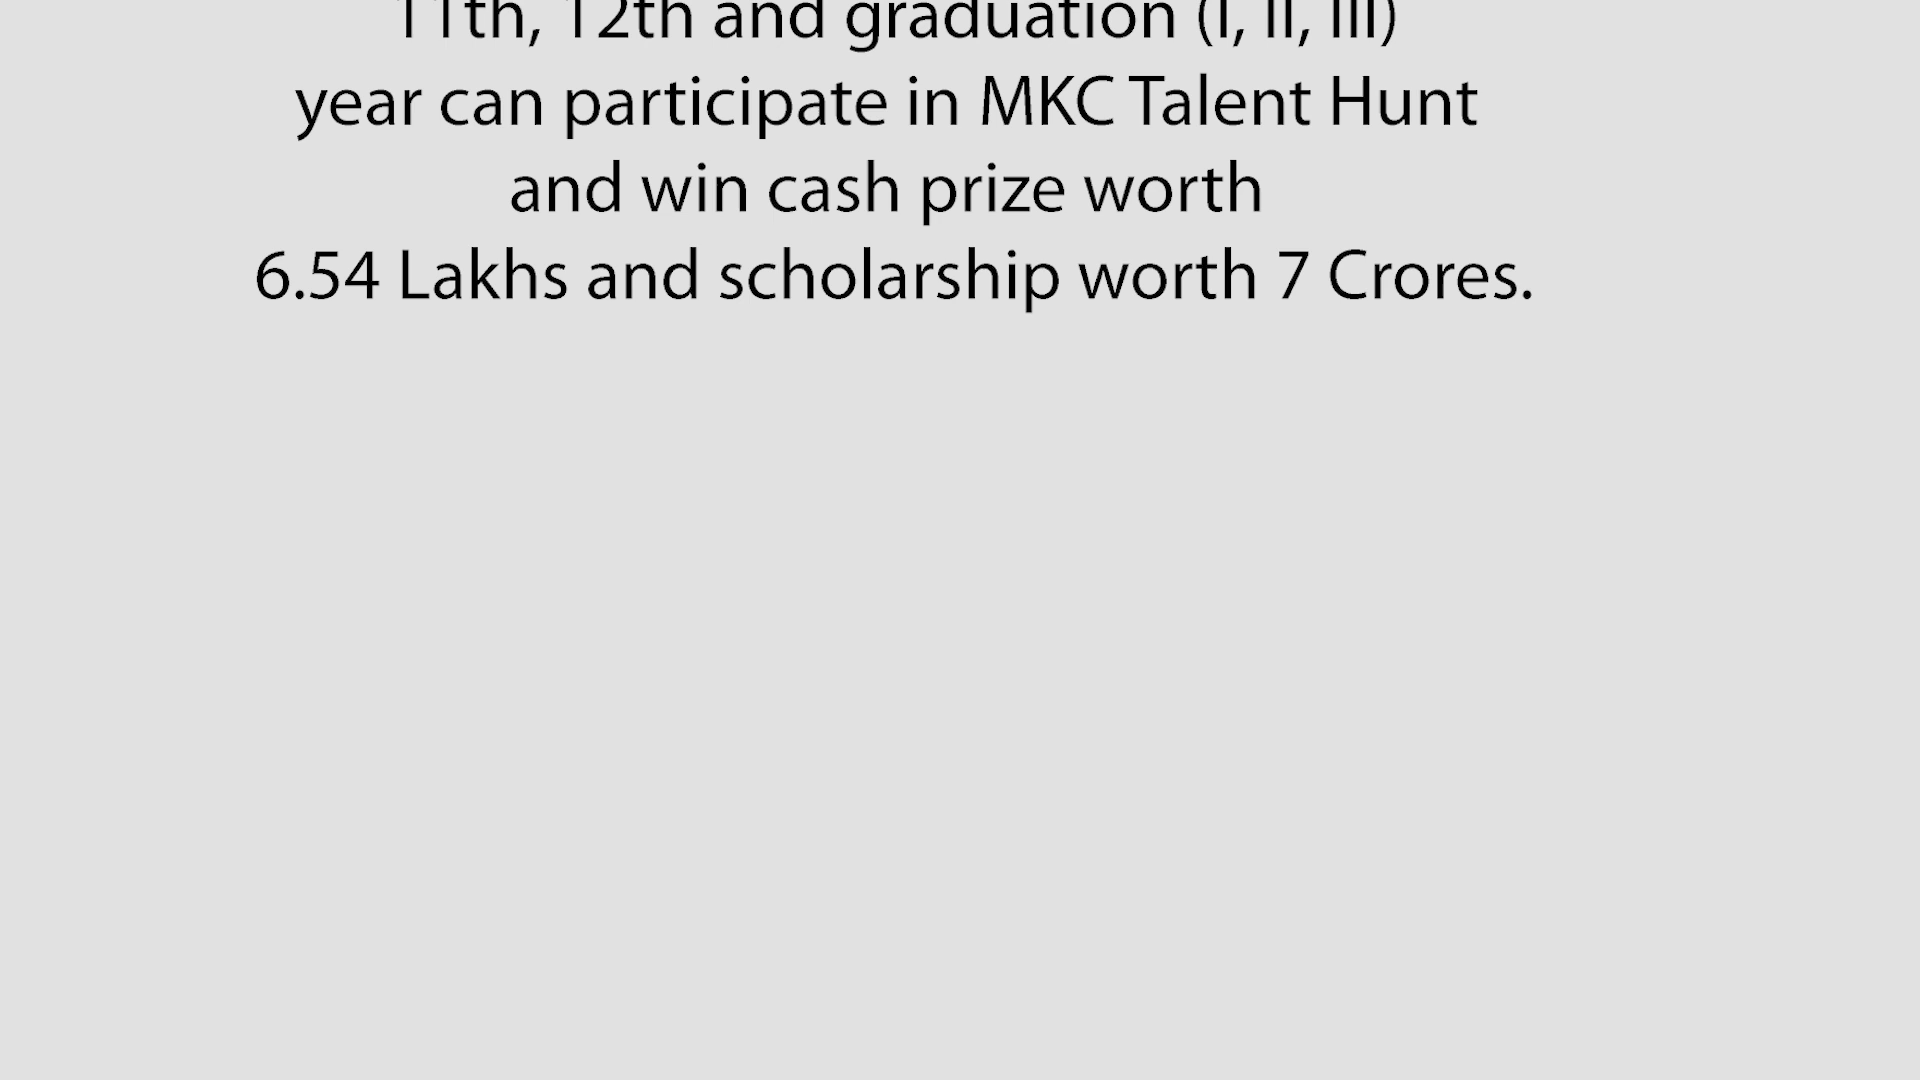 11th, 12th and graduation (I, II, III)
year can participate in MKC Talent Hunt
and win cash prize worth
6.54 Lakhs and scholarship worth 7 Crores.